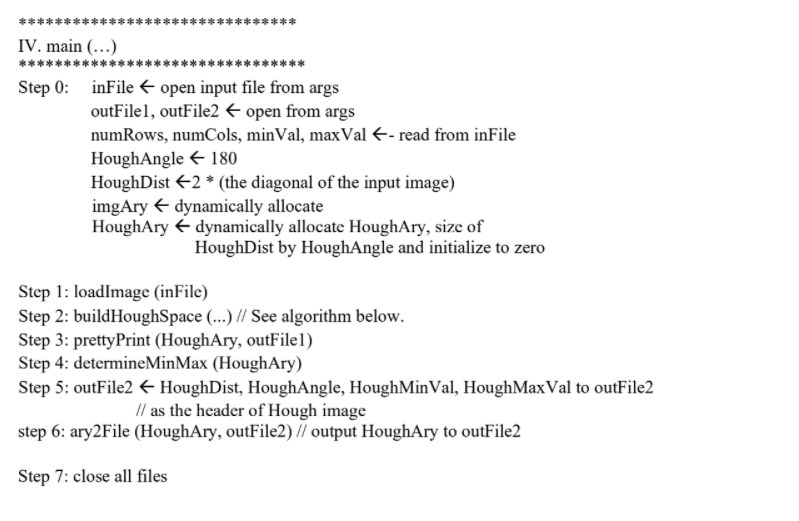 *******************************
IV. main (…)
********************************
Step 0: inFile ← open input file from args
outFile1, outFile2 ← open from args
numRows, numCols, minVal, maxVal ←- read from inFile
HoughAngle ← 180
HoughDist ←2 * (the diagonal of the input image)
imgAry ← dynamically allocate
HoughAry ← dynamically allocate HoughAry, size of
HoughDist by HoughAngle and initialize to zero
Step 1: loadImage (inFile)
Step 2: buildHoughSpace (...) // See algorithm below.
Step 3: prettyPrint (HoughAry, outFile1)
Step 4: determineMinMax (HoughAry)
Step 5: outFile2 ← HoughDist, HoughAngle, HoughMinVal, HoughMaxVal to outFile2
// as the header of Hough image
step 6: ary2File (HoughAry, outFile2) // output HoughAry to outFile2
Step 7: close all files